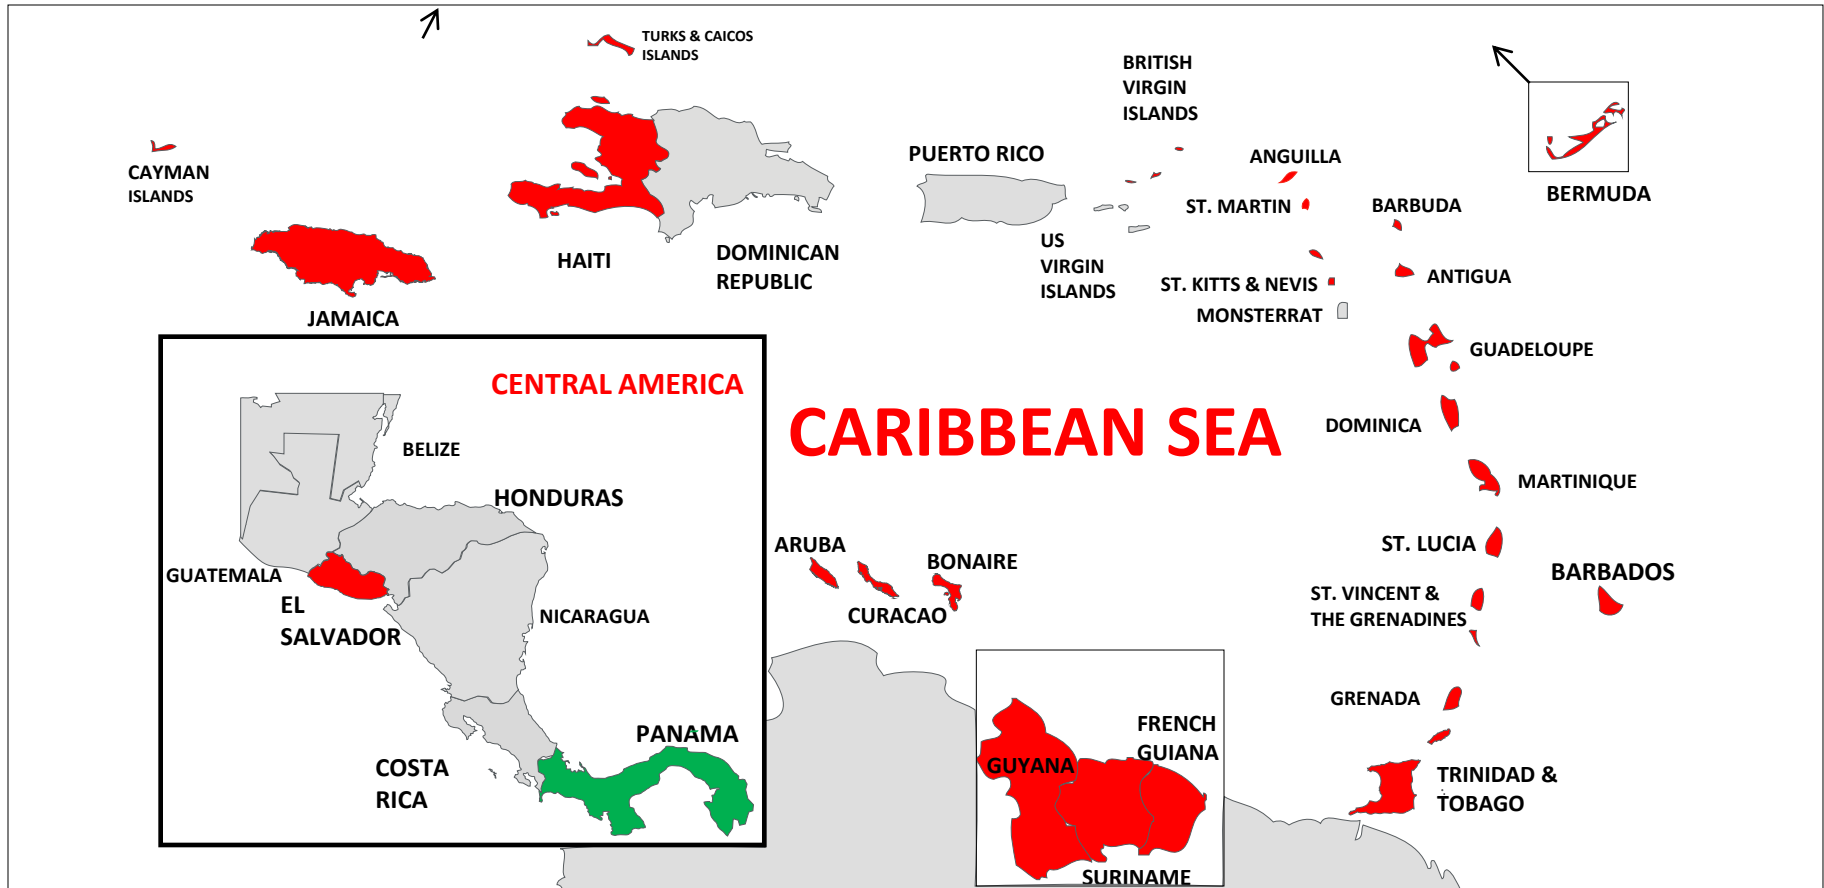 TURKS & CAICOS
ISLANDS
BRITISH
VIRGIN
ISLANDS
CAYMAN
ISLANDS
PUERTO RICO
ANGUILLA
BERMUDA
ST. MARTIN
BARBUDA
HAITI
DOMINICAN
REPUBLIC
US
VIRGIN
ISLANDS
ST. KITTS & NEVIS
ANTIGUA
MONSTERRAT
JAMAICA
GUADELOUPE
CENTRAL AMERICA
CARIBBEAN SEA
DOMINICA
BELIZE
MARTINIQUE
HONDURAS
ARUBA
BONAIRE
CURACAO
ST. LUCIA
BARBADOS
GUATEMALA
EL
SALVADOR
NICARAGUA
ST. VINCENT &
THE GRENADINES
GRENADA
PANAMA
COSTA
RICA
FRENCH
GUIANA
GUYANA
SURINAME
TRINIDAD &
TOBAGO